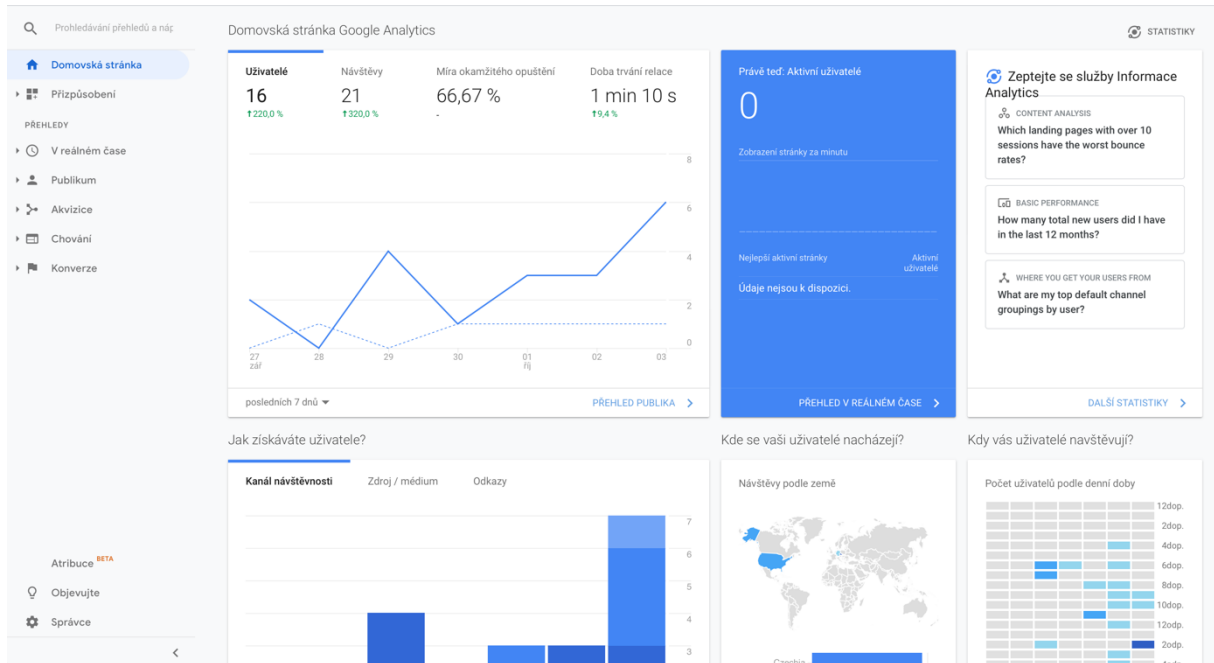 Prohledávání přehledů a náp
Domovská stránka
Přizpůsobení
PŘEHLEDY
V reálném čase
Publikum
Akvizice
Chování
Konverze
Atribuce BETA
Objevujte
Správce
Domovská stránka Google Analytics
STATISTIKY
Uživatelé
16
220,0 %
Návštěvy
21
320,0 %
Míra okamžitého opuštění
66,67 %
-
Doba trvání relace
1 min 10 s
9,4 %
8
6
4
2
0
27
zář
28
29
30
01
říj
02
03
posledních 7 dnů
PŘEHLED PUBLIKA
Právě teď: Aktivní uživatelé
0
Zobrazení stránky za minutu
Nejlepší aktivní stránky
Aktivní
uživatelé
Údaje nejsou k dispozici.
PŘEHLED V REÁLNÉM ČASE
Zeptejte se služby Informace
Analytics
CONTENT ANALYSIS
Which landing pages with over 10
sessions have the worst bounce
rates?
BASIC PERFORMANCE
How many total new users did I have
in the last 12 months?
WHERE YOU GET YOUR USERS FROM
What are my top default channel
groupings by user?
DALŠÍ STATISTIKY
Jak získáváte uživatele?
Kanál návštěvnosti
Zdroj / médium
Odkazy
7
6
5
4
3
Kde se vaši uživatelé nacházejí?
Návštěvy podle země
Czechia
Kdy vás uživatelé navštěvují?
Počet uživatelů podle denní doby
12dop.
2dop.
4dop.
6dop.
8dop.
10dop.
12odp.
2odp.